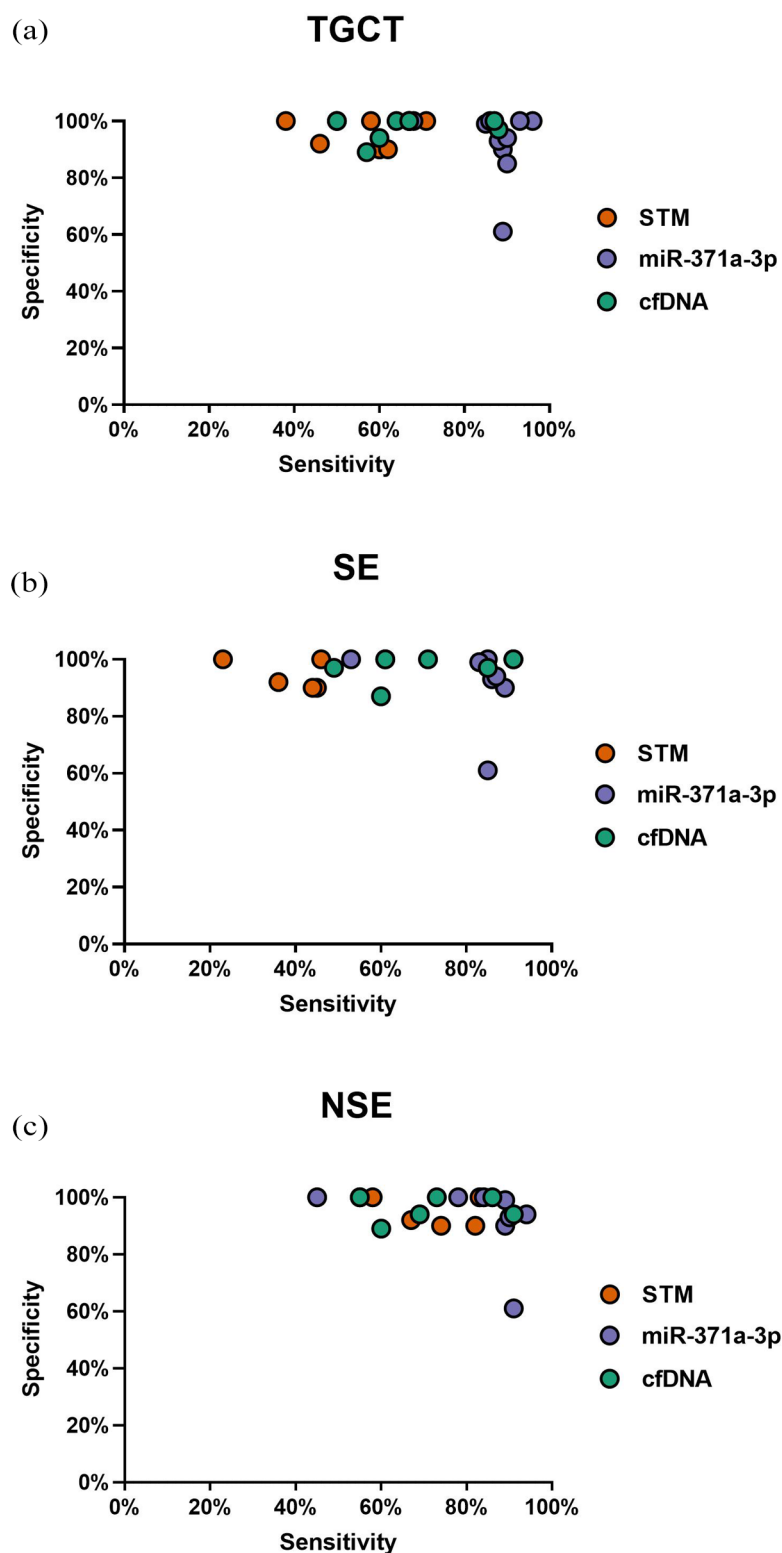 (a)
TGCT
100%
80%
60%
40%
20%
0%
Specificity
0% 20% 40% 60% 80% 100%
Sensitivity
STM
miR-371a-3p
cfDNA
(b)
SE
100%
80%
60%
40%
20%
0%
Specificity
0% 20% 40% 60% 80% 100%
Sensitivity
STM
miR-371a-3p
cfDNA
(c)
NSE
100%
80%
60%
40%
20%
0%
Specificity
0% 20% 40% 60% 80% 100%
Sensitivity
STM
miR-371a-3p
cfDNA